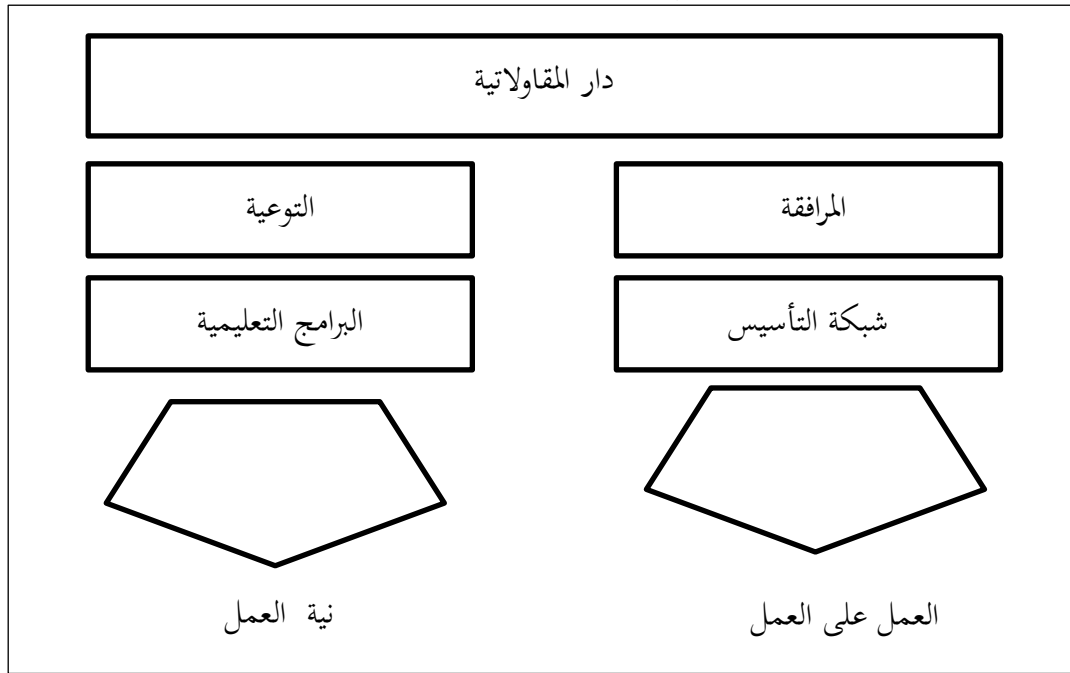 دار المقاولاتية
المرافقة
التوعية
شبكة التأسيس
البرامج التعليمية
العمل على العمل
نية العمل